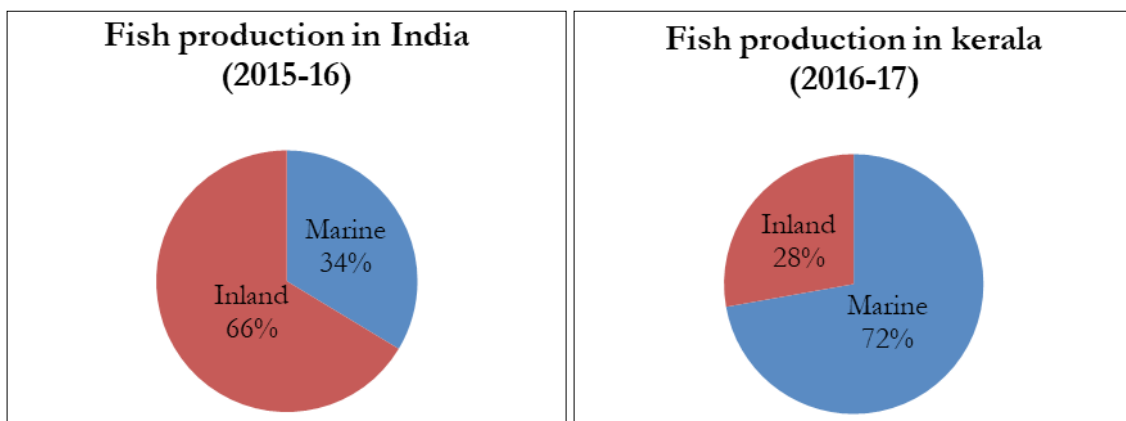 Fish production in India
(2015-16)
Marine
34%
Inland
66%
Fish production in kerala
(2016-17)
Inland
28%
Marine
72%